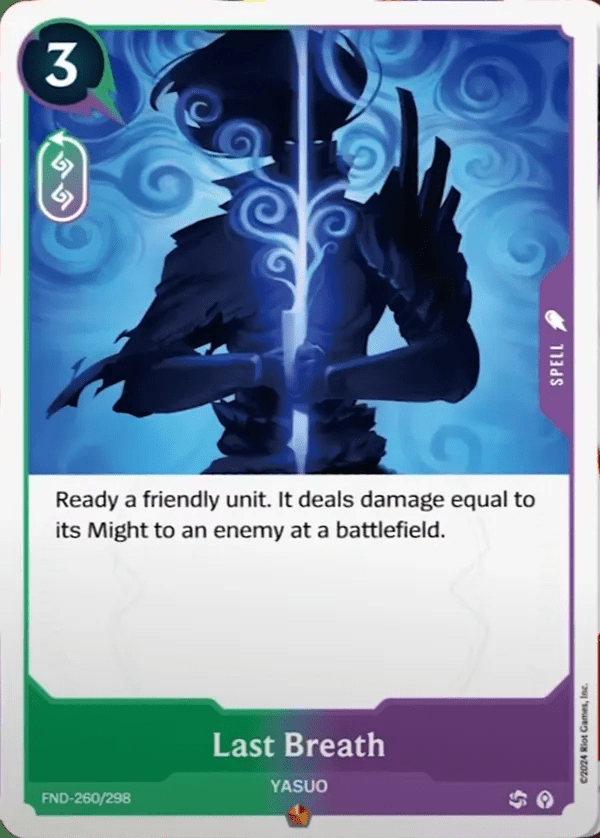 3
SPELL
Ready a friendly unit. It deals damage equal to
its Might to an enemy at a battlefield.
Last Breath
YASUO
FND-260/298
©2024 Riot Games, Inc.